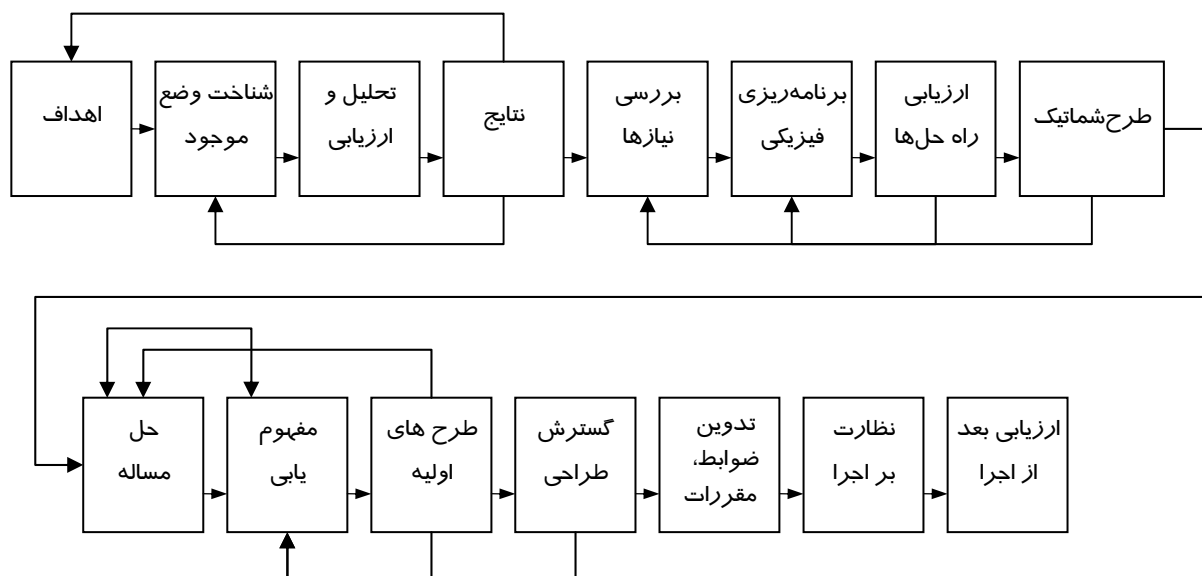 اهداف
شناخت وضع
موجود
تحلیل و
ارزیابی
نتایج
بررسی
نیازها
برنامه‌ریزی
فیزیکی
ارزیابی
راه حل‌ها
طرح‌شماتیک
حل
مساله
مفهوم
یابی
طرح های
اولیه
گسترش
طراحی
تدوین
ضوابط،
مقررات
نظارت
بر اجرا
ارزیابی بعد
از اجرا